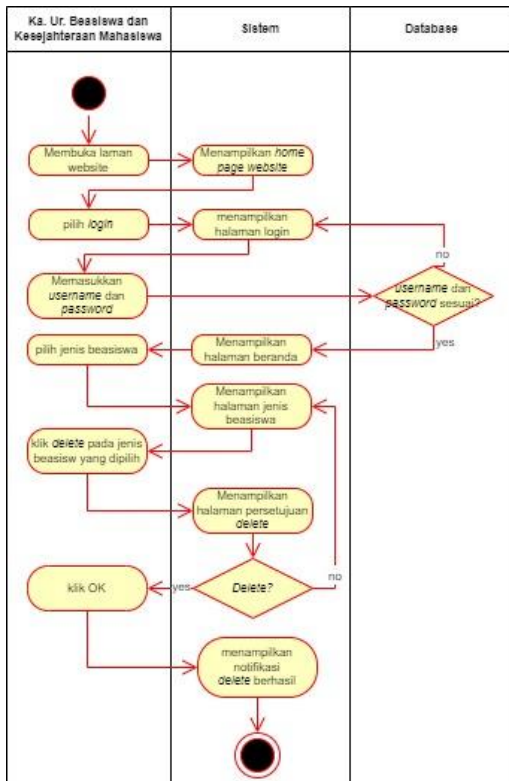 Ka. Ur. Beasiswa dan
Kesejahteraan Mahasiswa
Sistem
Database
Membuka laman
website
Menampilkan home
page website
pilih login
menampilkan
halaman login
no
Memasukkan
username dan
password
username dan
password sesuai?
yes
pilih jenis beasiswa
Menampilkan
halaman beranda
Menampilkan
halaman jenis
beasiswa
klik delete pada jenis
beasisw yang dipilih
Menampilkan
halaman persetujuan
delete
Delete?
yes
no
klik OK
menampilkan
notifikasi
delete berhasil